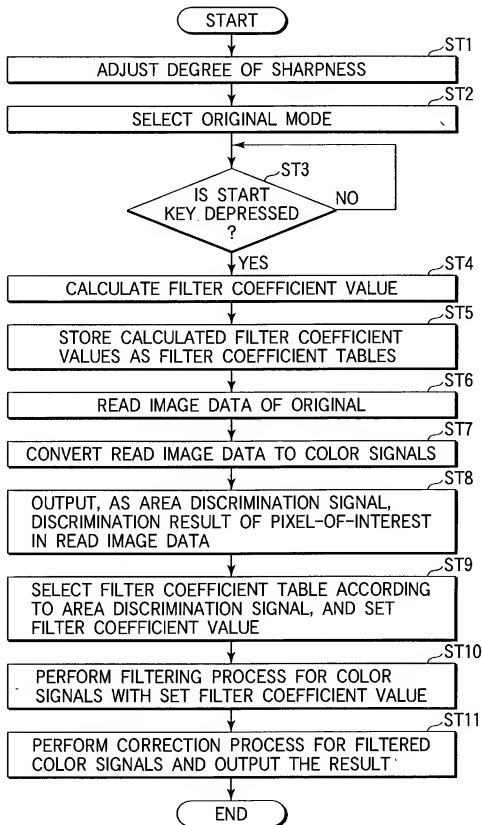 START
ST1
ADJUST DEGREE OF SHARPNESS
ST2
SELECT ORIGINAL MODE
ST3
IS START
KEY DEPRESSED
?
NO
YES
ST4
CALCULATE FILTER COEFFICIENT VALUE
ST5
STORE CALCULATED FILTER COEFFICIENT
VALUES AS FILTER COEFFICIENT TABLES
ST6
READ IMAGE DATA OF ORIGINAL
ST7
CONVERT READ IMAGE DATA TO COLOR SIGNALS
ST8
OUTPUT, AS AREA DISCRIMINATION SIGNAL,
DISCRIMINATION RESULT OF PIXEL-OF-INTEREST
IN READ IMAGE DATA
ST9
SELECT FILTER COEFFICIENT TABLE ACCORDING
TO AREA DISCRIMINATION SIGNAL, AND SET
FILTER COEFFICIENT VALUE
ST10
PERFORM FILTERING PROCESS FOR COLOR
SIGNALS WITH SET FILTER COEFFICIENT VALUE
ST11
PERFORM CORRECTION PROCESS FOR FILTERED
COLOR SIGNALS AND OUTPUT THE RESULT
END